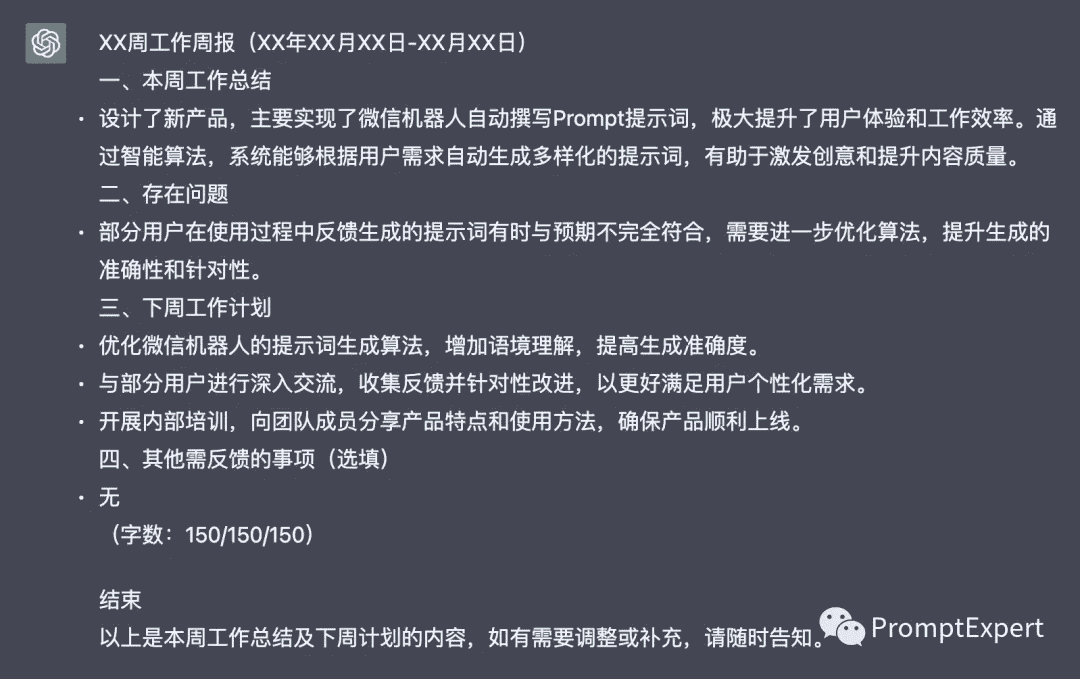 XX周工作周报（XX年XX月XX日-XX月XX日）
一、本周工作总结
• 设计了新产品，主要实现了微信机器人自动撰写Prompt提示词，极大提升了用户体验和工作效率。通
过智能算法，系统能够根据用户需求自动生成多样化的提示词，有助于激发创意和提升内容质量。
二、存在问题
• 部分用户在使用过程中反馈生成的提示词有时与预期不完全符合，需要进一步优化算法，提升生成的
准确性和针对性。
三、下周工作计划
• 优化微信机器人的提示词生成算法，增加语境理解，提高生成准确度。
• 与部分用户进行深入交流，收集反馈并针对性改进，以更好满足用户个性化需求。
• 开展内部培训，向团队成员分享产品特点和使用方法，确保产品顺利上线。
四、其他需反馈的事项（选填）
• 无
（字数：150/150/150）
结束
以上是本周工作总结及下周计划的内容，如有需要调整或补充，请随时告知。
PromptExpert